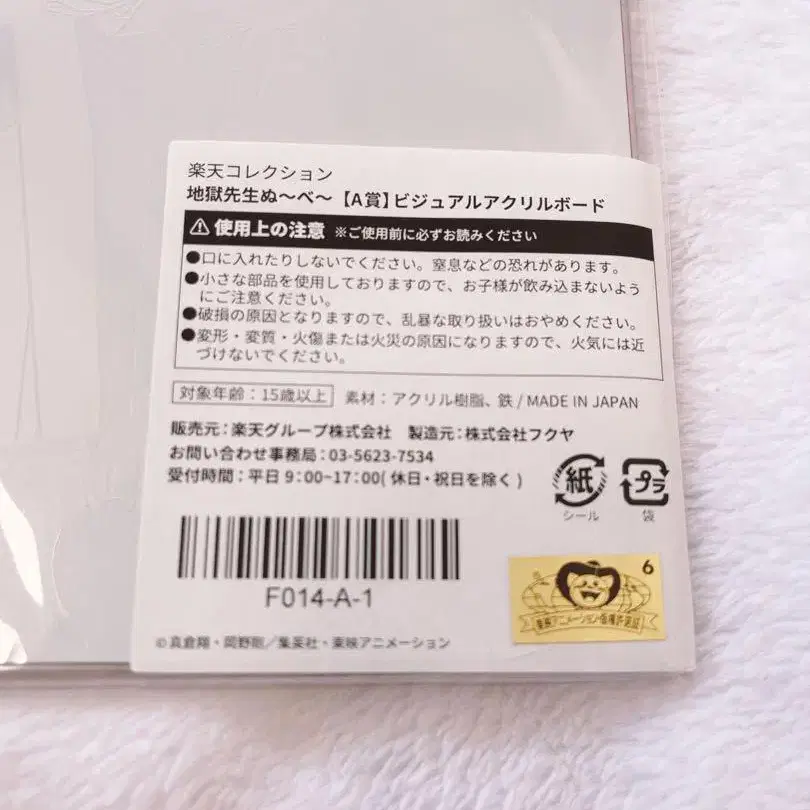 楽天コレクション
地獄先生ぬ〜べ〜【A賞】ビジュアルアクリルボード
⚠使用上の注意 ※ご使用前に必ずお読みください
●口に入れたりしないでください。窒息などの恐れがあります。
●小さな部品を使用しておりますので、お子様が飲み込まないよう
にご注意ください。
●破損の原因となりますので、乱暴な取り扱いはおやめください。
●変形・変質・火傷または火災の原因になりますので、火気には近
づけないでください。
対象年齢:15歳以上 素材:アクリル樹脂、鉄 / MADE IN JAPAN
販売元:楽天グループ株式会社 製造元:株式会社フクヤ
お問い合わせ事務局:03-5623-7534
受付時間:平日 9:00~17:00( 休日・祝日を除く )
紙 プラ
シール 袋
F014-A-1
6
東映アニメーション版権許諾証
©真倉翔・岡野剛/集英社・東映アニメーション